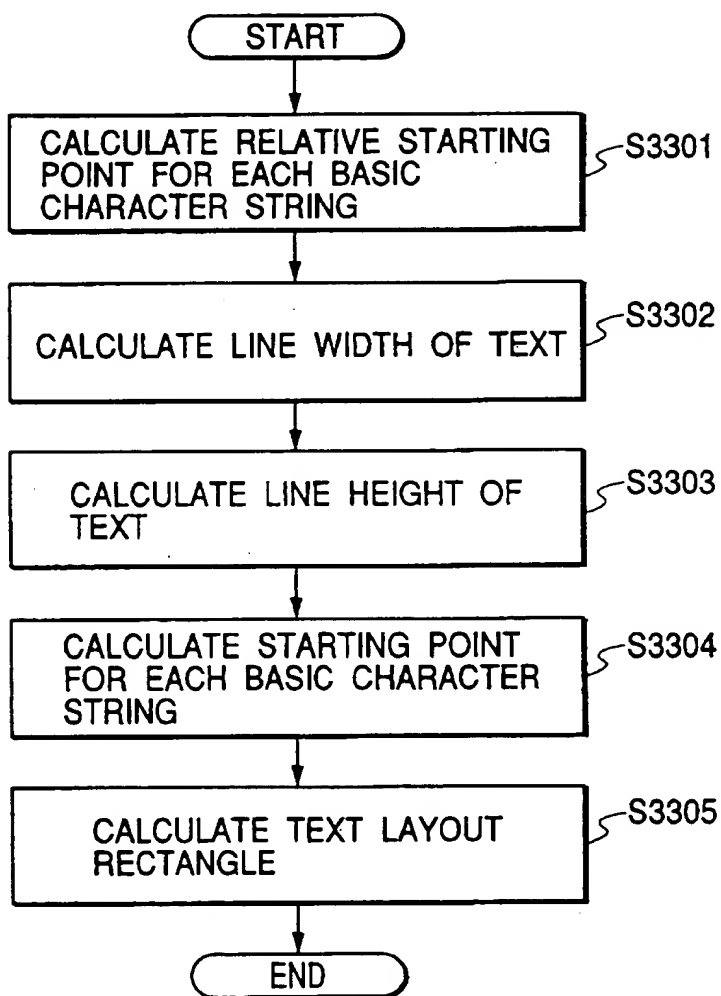 START
CALCULATE RELATIVE STARTING
POINT FOR EACH BASIC
CHARACTER STRING
S3301
CALCULATE LINE WIDTH OF TEXT
S3302
CALCULATE LINE HEIGHT OF
TEXT
S3303
CALCULATE STARTING POINT
FOR EACH BASIC CHARACTER
STRING
S3304
CALCULATE TEXT LAYOUT
RECTANGLE
S3305
END